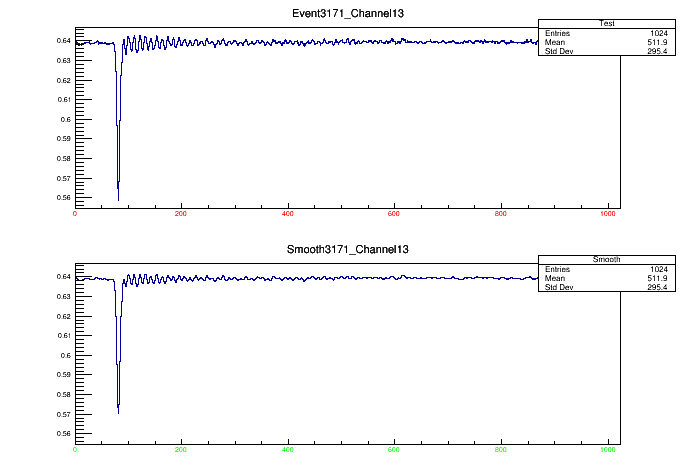 Event3171_Channel13
Test
Entries 1024
Mean 511.9
Std Dev 295.4
0.64
0.63
0.62
0.61
0.6
0.59
0.58
0.57
0.56
0 200 400 600 800 1000
Smooth3171_Channel13
Smooth
Entries 1024
Mean 511.9
Std Dev 295.4
0.64
0.63
0.62
0.61
0.6
0.59
0.58
0.57
0.56
0 200 400 600 800 1000